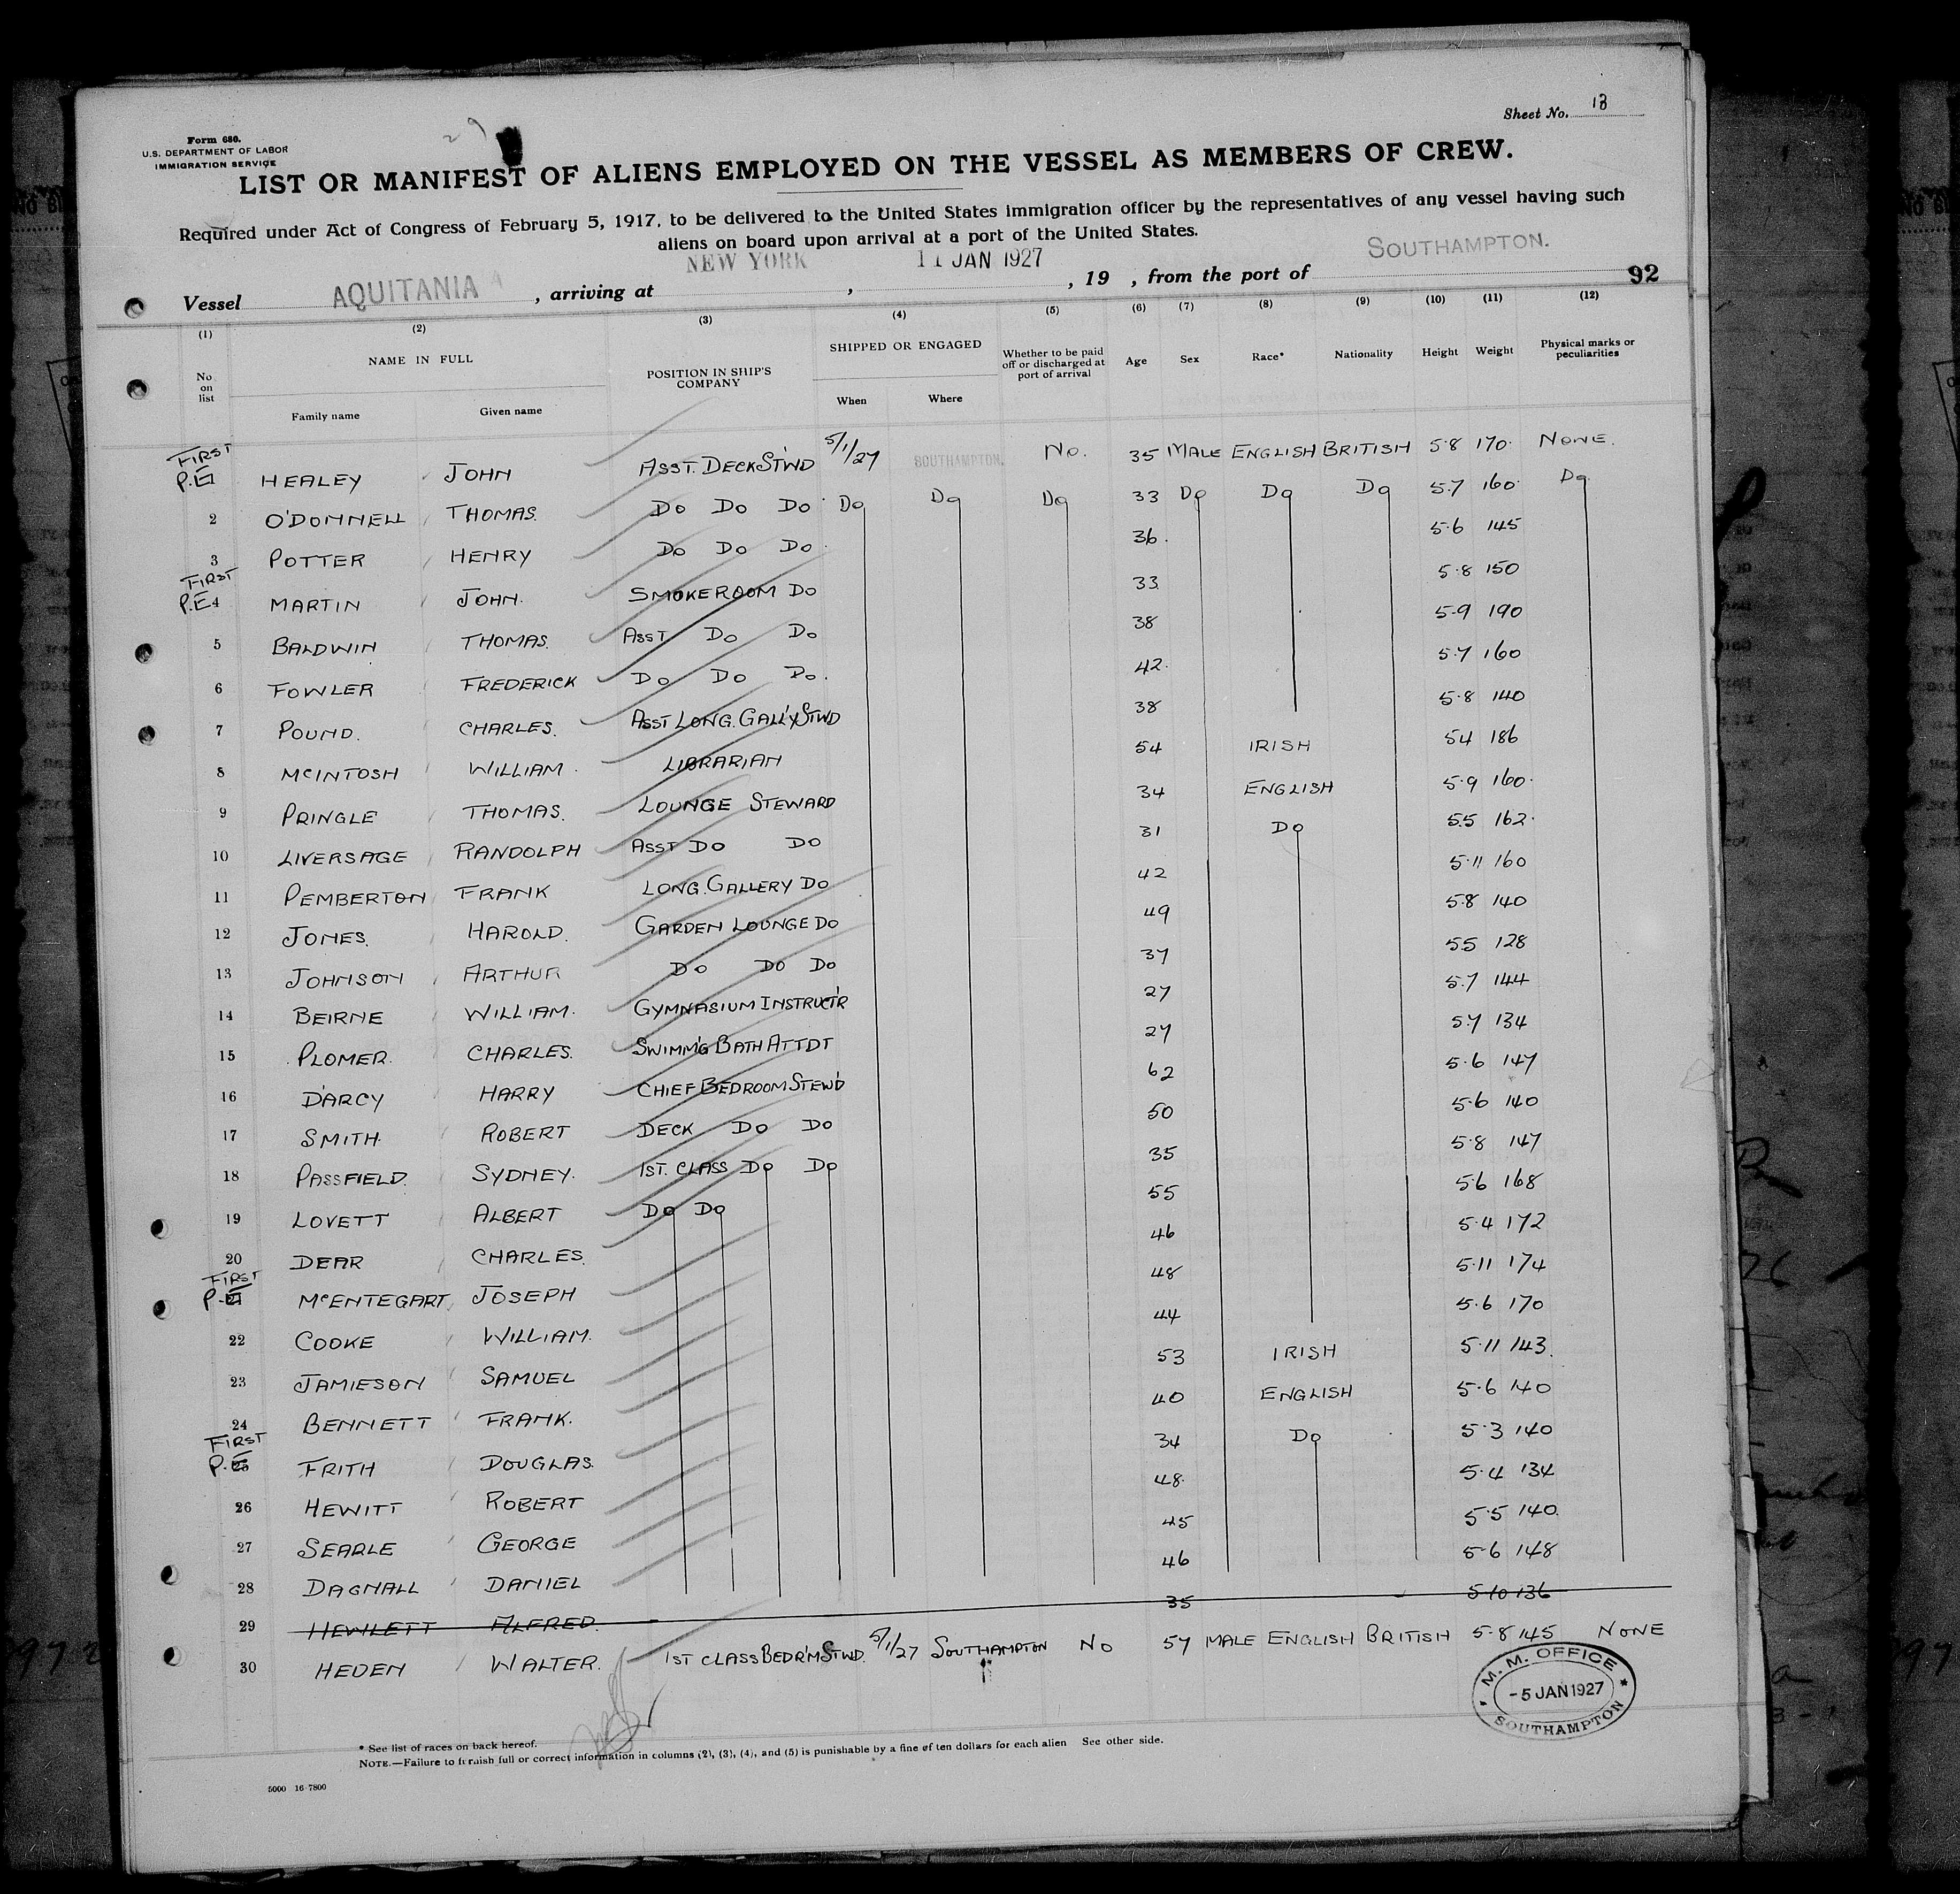 Sheet No. 13
Form 680.
U.S. DEPARTMENT OF LABOR
IMMIGRATION SERVICE
LIST OR MANIFEST OF ALIENS EMPLOYED ON THE VESSEL AS MEMBERS OF CREW.
Required under Act of Congress of February 5, 1917, to be delivered to the United States immigration officer by the representatives of any vessel having such
aliens on board upon arrival at a port of the United States.
Vessel AQUITANIA, arriving at NEW YORK, 11 JAN 1927, 19 , from the port of SOUTHAMPTON. 92
(1) (2) (3) (4) (5) (6) (7) (8) (9) (10) (11) (12)
No on list NAME IN FULL POSITION IN SHIP'S COMPANY SHIPPED OR ENGAGED Whether to be paid off or discharged at port of arrival Age Sex Race* Nationality Height Weight Physical marks or peculiarities
Family name Given name When Where
FIRST
P.E HEALEY JOHN ASST. DECK STWD 5/1/27 SOUTHAMPTON. No. 35 MALE ENGLISH BRITISH 5·8 170 NONE.
2 O'DONNELL THOMAS. Do Do Do Do Do Do 33 Do Do Do 5·7 160 Do
3 POTTER HENRY Do Do Do 36 5·6 145
FIRST
P.E 4 MARTIN JOHN. SMOKEROOM Do 33 5·8 150
5 BALDWIN THOMAS. ASST Do Do 38 5·9 190
6 FOWLER FREDERICK Do Do Do. 42 5·7 160
7 POUND. CHARLES. ASST LONG. GALL'Y STWD 38 5·8 140
8 McINTOSH WILLIAM. LIBRARIAN 54 IRISH 5·4 186
9 PRINGLE THOMAS. LOUNGE STEWARD 34 ENGLISH 5·9 160
10 LIVERSAGE RANDOLPH ASST Do Do 31 Do 5·5 162
11 PEMBERTON FRANK LONG. GALLERY Do 42 5·11 160
12 JONES. HAROLD. GARDEN LOUNGE Do 49 5·8 140
13 JOHNSON ARTHUR Do Do Do 37 5·5 128
14 BEIRNE WILLIAM. GYMNASIUM INSTRUCT'R 27 5·7 144
15 PLOMER. CHARLES. SWIMM'G BATH ATTDT 27 5·7 134
16 D'ARCY HARRY CHIEF BEDROOM STEW'D 62 5·6 147
17 SMITH ROBERT DECK Do Do 50 5·6 140
18 PASSFIELD. SYDNEY. 1ST. CLASS Do Do 35 5·8 147
19 LOVETT ALBERT Do Do 55 5·6 168
20 DEAR CHARLES. 46 5·4 172
FIRST
P.E 21 McENTEGART, JOSEPH 48 5·11 174
22 COOKE WILLIAM. 44 5·6 170
23 JAMIESON SAMUEL 53 IRISH 5·11 143.
24 BENNETT FRANK. 40 ENGLISH 5·6 140
FIRST
P.E 25 FRITH DOUGLAS. 34 Do 5·3 140
26 HEWITT ROBERT 48 5·4 134
27 SEARLE GEORGE 45 5·5 140.
28 DAGNALL DANIEL 46 5·6 148
29 HEWLETT ALFRED. 35 5·10 136
30 HEDEN WALTER. 1ST CLASS BEDR'M STWD. 5/1/27 SOUTHAMPTON No 57 MALE ENGLISH BRITISH 5·8 145 NONE
M. M. OFFICE
-5 JAN 1927
SOUTHAMPTON
* See list of races on back hereof.
NOTE.—Failure to furnish full or correct information in columns (2), (3), (4), and (5) is punishable by a fine of ten dollars for each alien See other side.
5000 16-7800